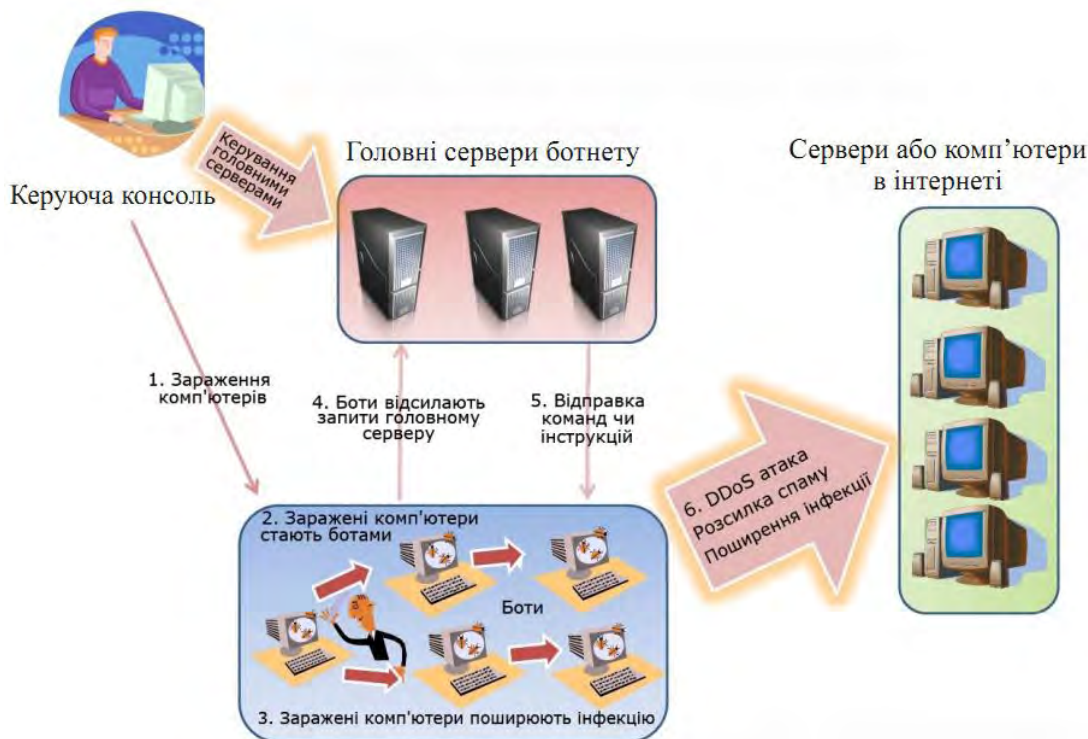 Керування
головними
серверами
Керуюча консоль
Головні сервери ботнету
Сервери або комп’ютери
в інтернеті
1. Зараження
комп'ютерів
4. Боти відсилають
запити головному
серверу
5. Відправка
команд чи
інструкцій
6. DDoS атака
Розсилка спаму
Поширення інфекції
2. Заражені комп'ютери
стають ботами
Боти
3. Заражені комп'ютери поширюють інфекцію